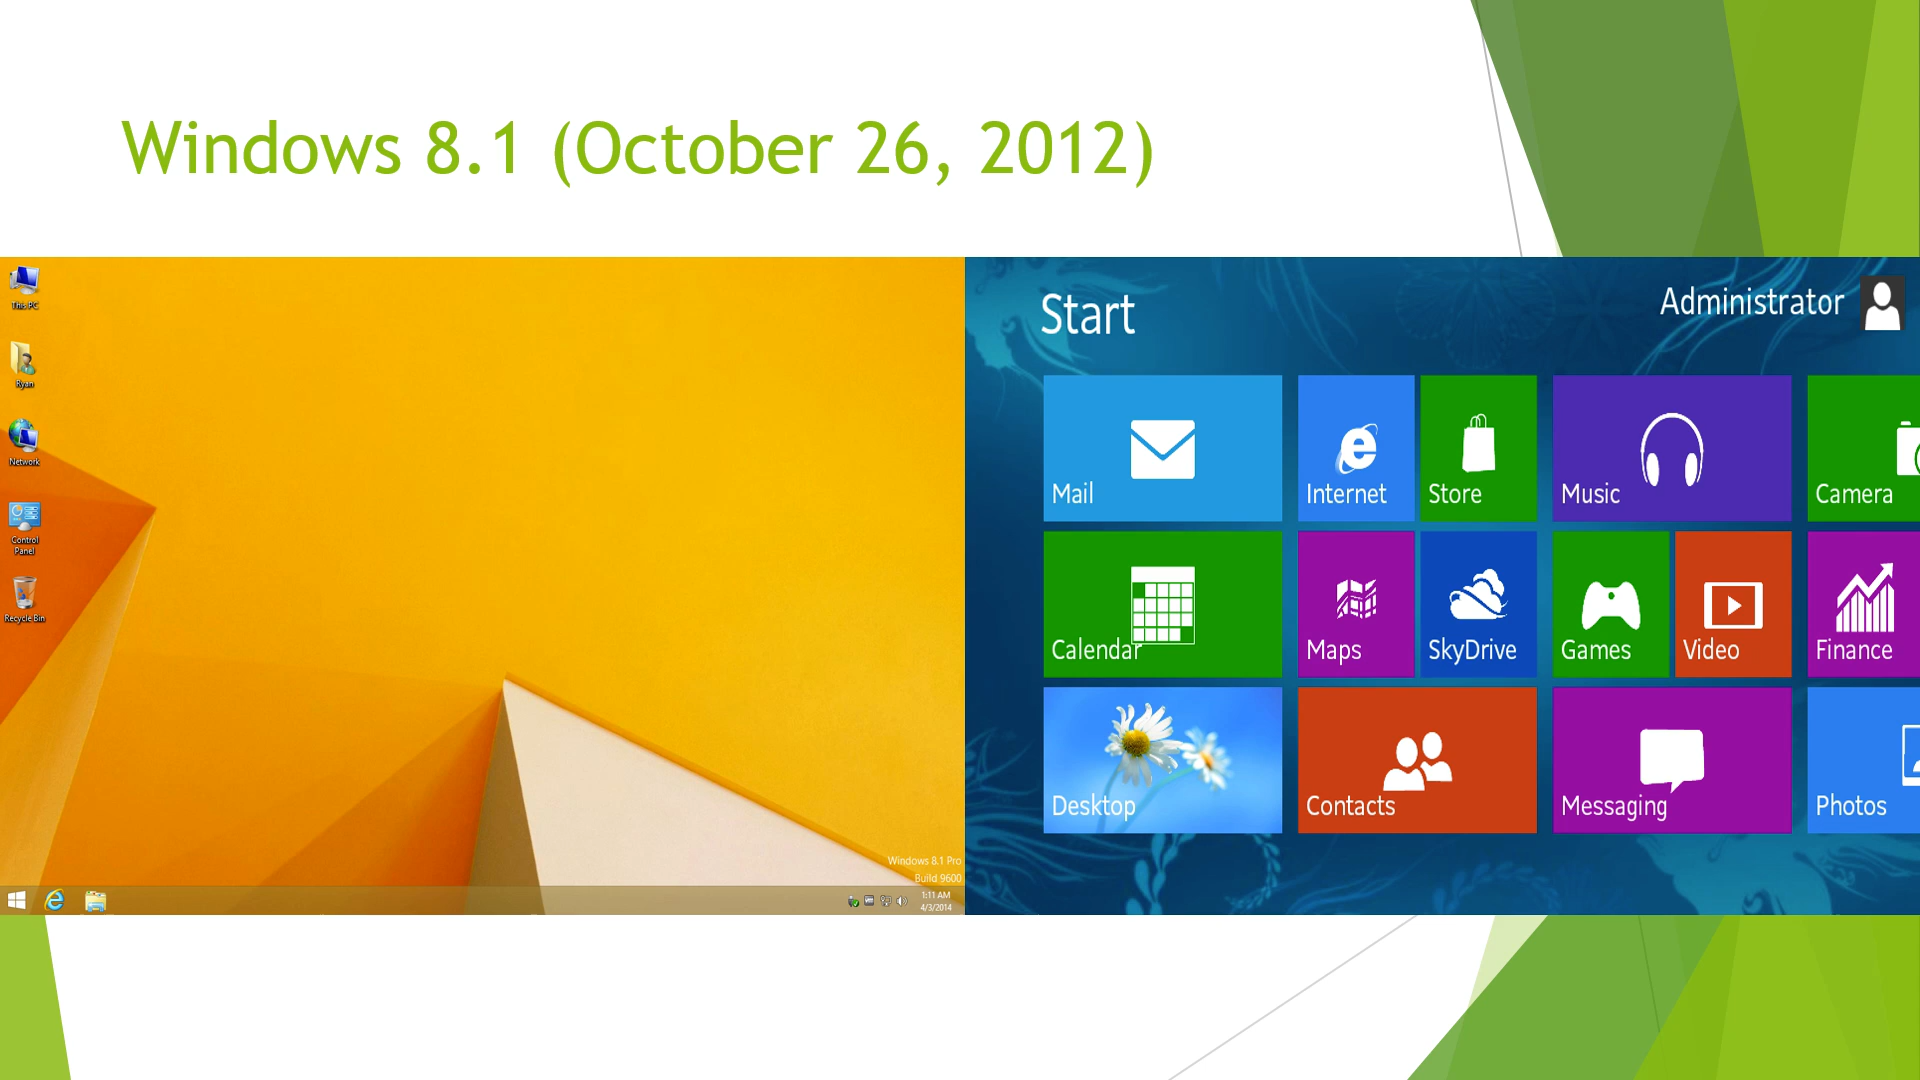 Windows 8.1 (October 26, 2012)
This PC
Ryan
Network
Control
Panel
Recycle Bin
Windows 8.1 Pro
Build 9600
1:11 AM
4/3/2014
Start
Administrator
Mail
Internet
Store
Music
Camera
Calendar
Maps
SkyDrive
Games
Video
Finance
Desktop
Contacts
Messaging
Photos